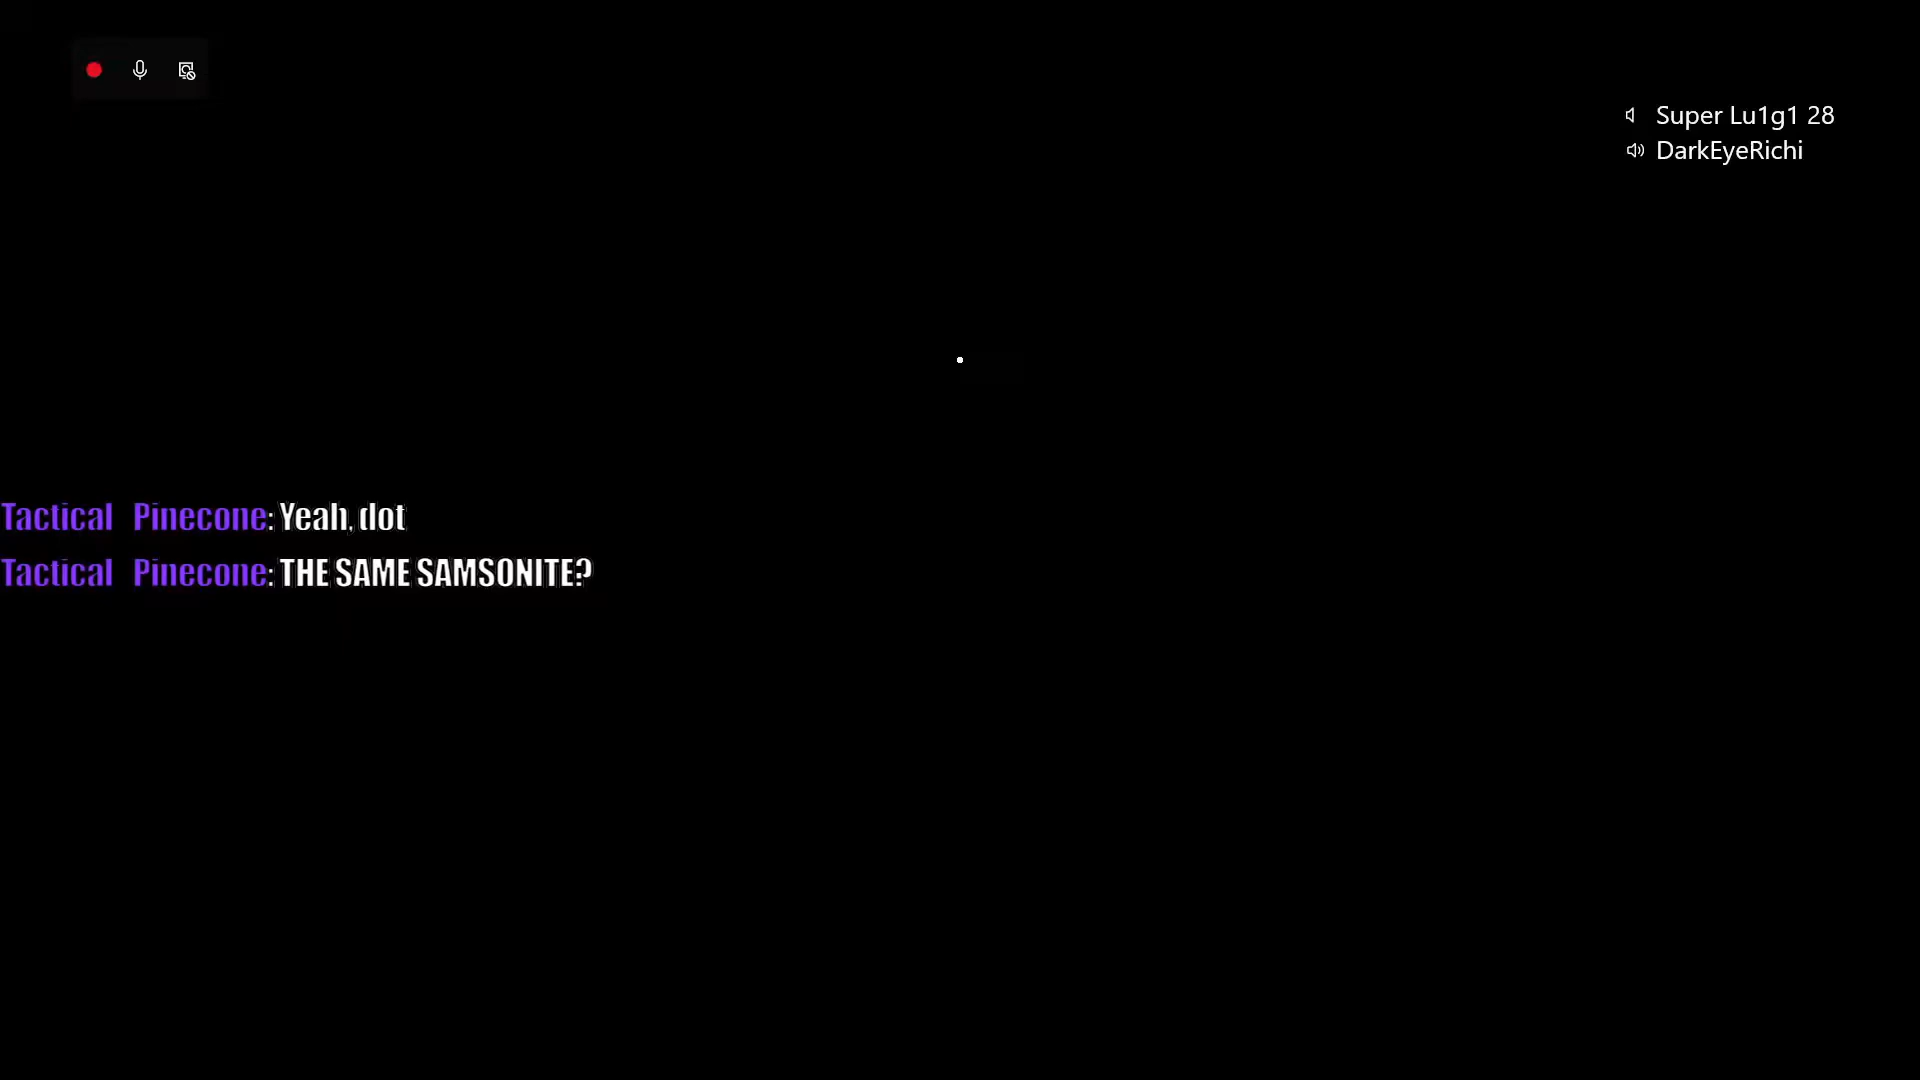 Super Lu1g1 28
DarkEyeRichi
Tactical Pinecone: Yeah, dot
Tactical Pinecone: THE SAME SAMSONITE?